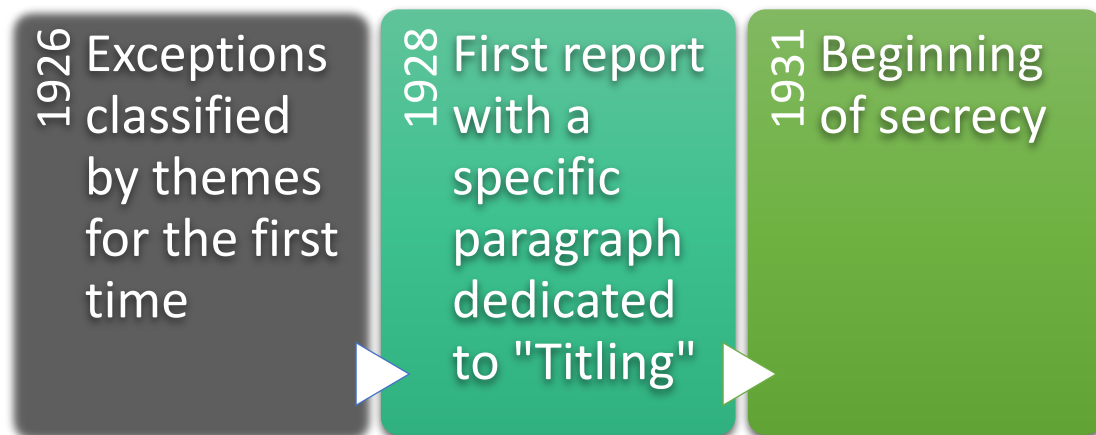 1926
Exceptions
classified
by themes
for the first
time
1928
First report
with a
specific
paragraph
dedicated
to "Titling"
1931
Beginning
of secrecy